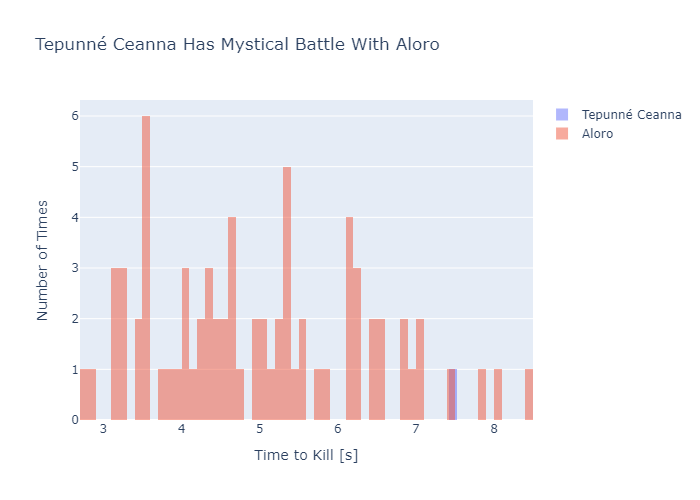 Tepunné Ceanna Has Mystical Battle With Aloro
Tepunné Ceanna
Aloro
6
5
4
3
2
1
0
Number of Times
3 4 5 6 7 8
Time to Kill [s]